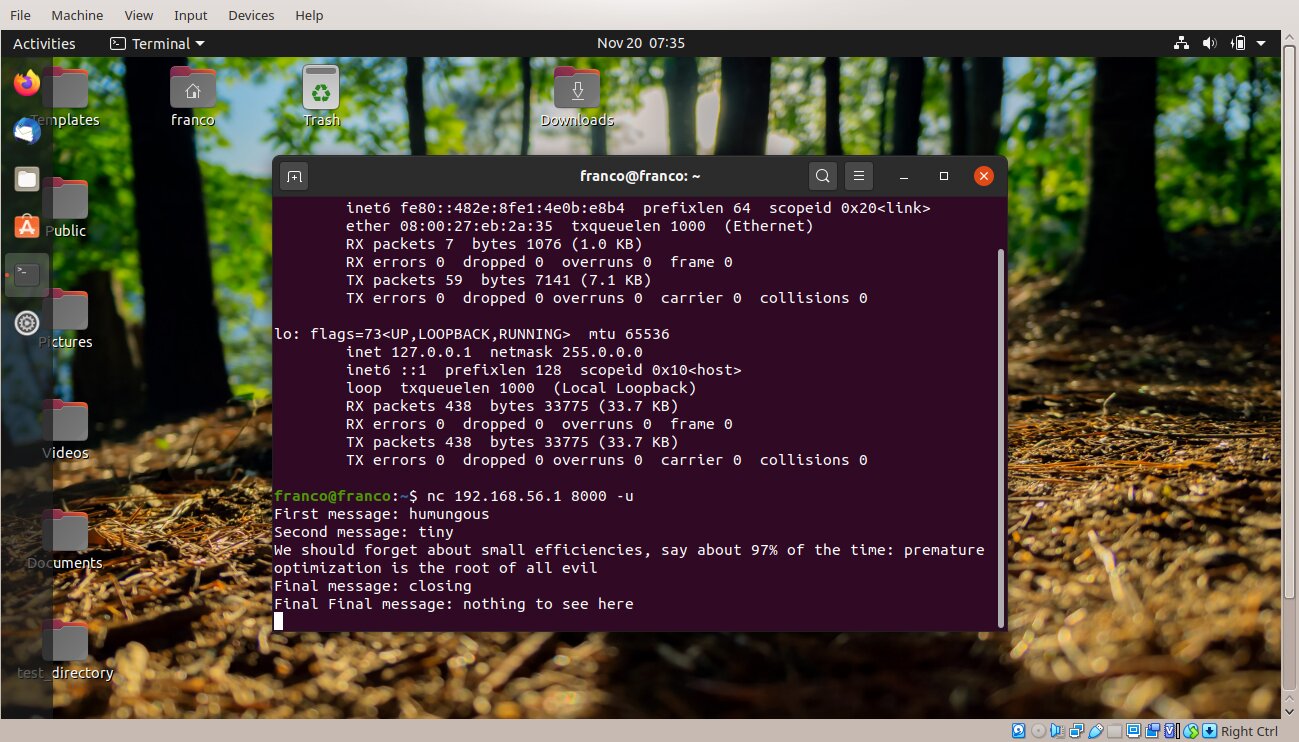 File Machine View Input Devices Help
Activities Terminal Nov 20 07:35
Templates franco Trash Downloads
Public
Pictures
Videos
Documents
test_directory
franco@franco: ~
inet6 fe80::482e:8fe1:4e0b:e8b4 prefixlen 64 scopeid 0x20<link>
ether 08:00:27:eb:2a:35 txqueuelen 1000 (Ethernet)
RX packets 7 bytes 1076 (1.0 KB)
RX errors 0 dropped 0 overruns 0 frame 0
TX packets 59 bytes 7141 (7.1 KB)
TX errors 0 dropped 0 overruns 0 carrier 0 collisions 0
lo: flags=73<UP,LOOPBACK,RUNNING> mtu 65536
inet 127.0.0.1 netmask 255.0.0.0
inet6 ::1 prefixlen 128 scopeid 0x10<host>
loop txqueuelen 1000 (Local Loopback)
RX packets 438 bytes 33775 (33.7 KB)
RX errors 0 dropped 0 overruns 0 frame 0
TX packets 438 bytes 33775 (33.7 KB)
TX errors 0 dropped 0 overruns 0 carrier 0 collisions 0
franco@franco:~$ nc 192.168.56.1 8000 -u
First message: humungous
Second message: tiny
We should forget about small efficiencies, say about 97% of the time: premature
optimization is the root of all evil
Final message: closing
Final Final message: nothing to see here
Right Ctrl